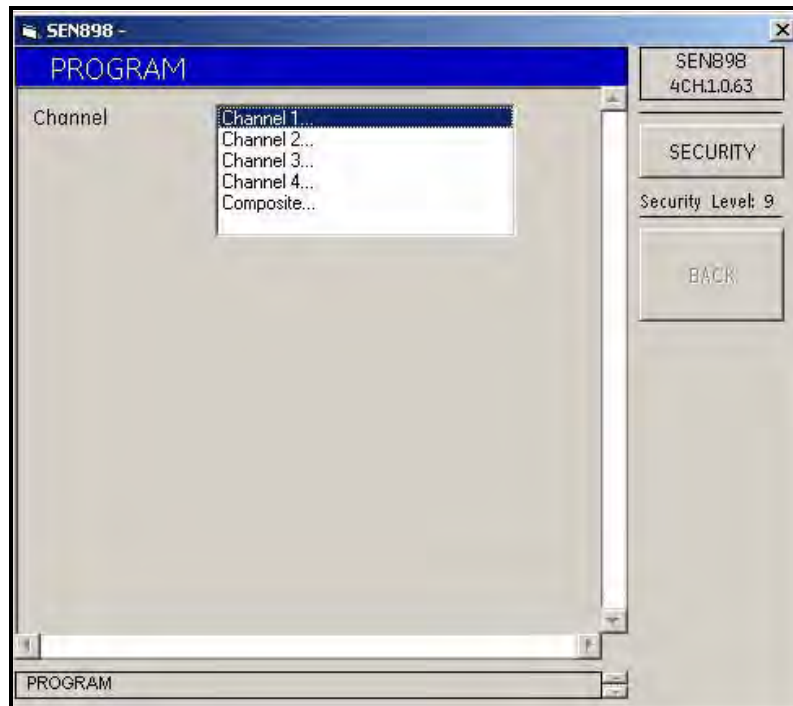 SEN898 -
PROGRAM
SEN898
4CH.1.0.63
Channel
Channel 1...
Channel 2...
Channel 3...
Channel 4...
Composite...
SECURITY
Security Level: 9
BACK
PROGRAM